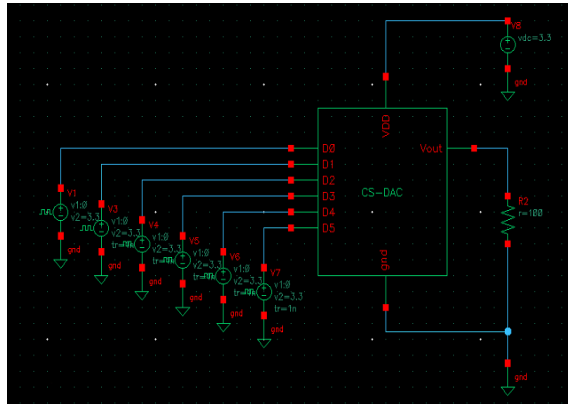 V8
vdc=3.3
gnd
VDD
D0
D1
D2
D3
D4
D5
CS-DAC
Vout
gnd
R2
r=100
gnd
V1
v1:0
v2=3.3
gnd
V3
v1:0
v2=3.3
gnd
V4
v1:0
v2=3.3
tr=
gnd
V5
v1:0
v2=3.3
tr=
gnd
V6
v1:0
v2=3.3
tr=
gnd
V7
v1:0
v2=3.3
tr=1n
gnd